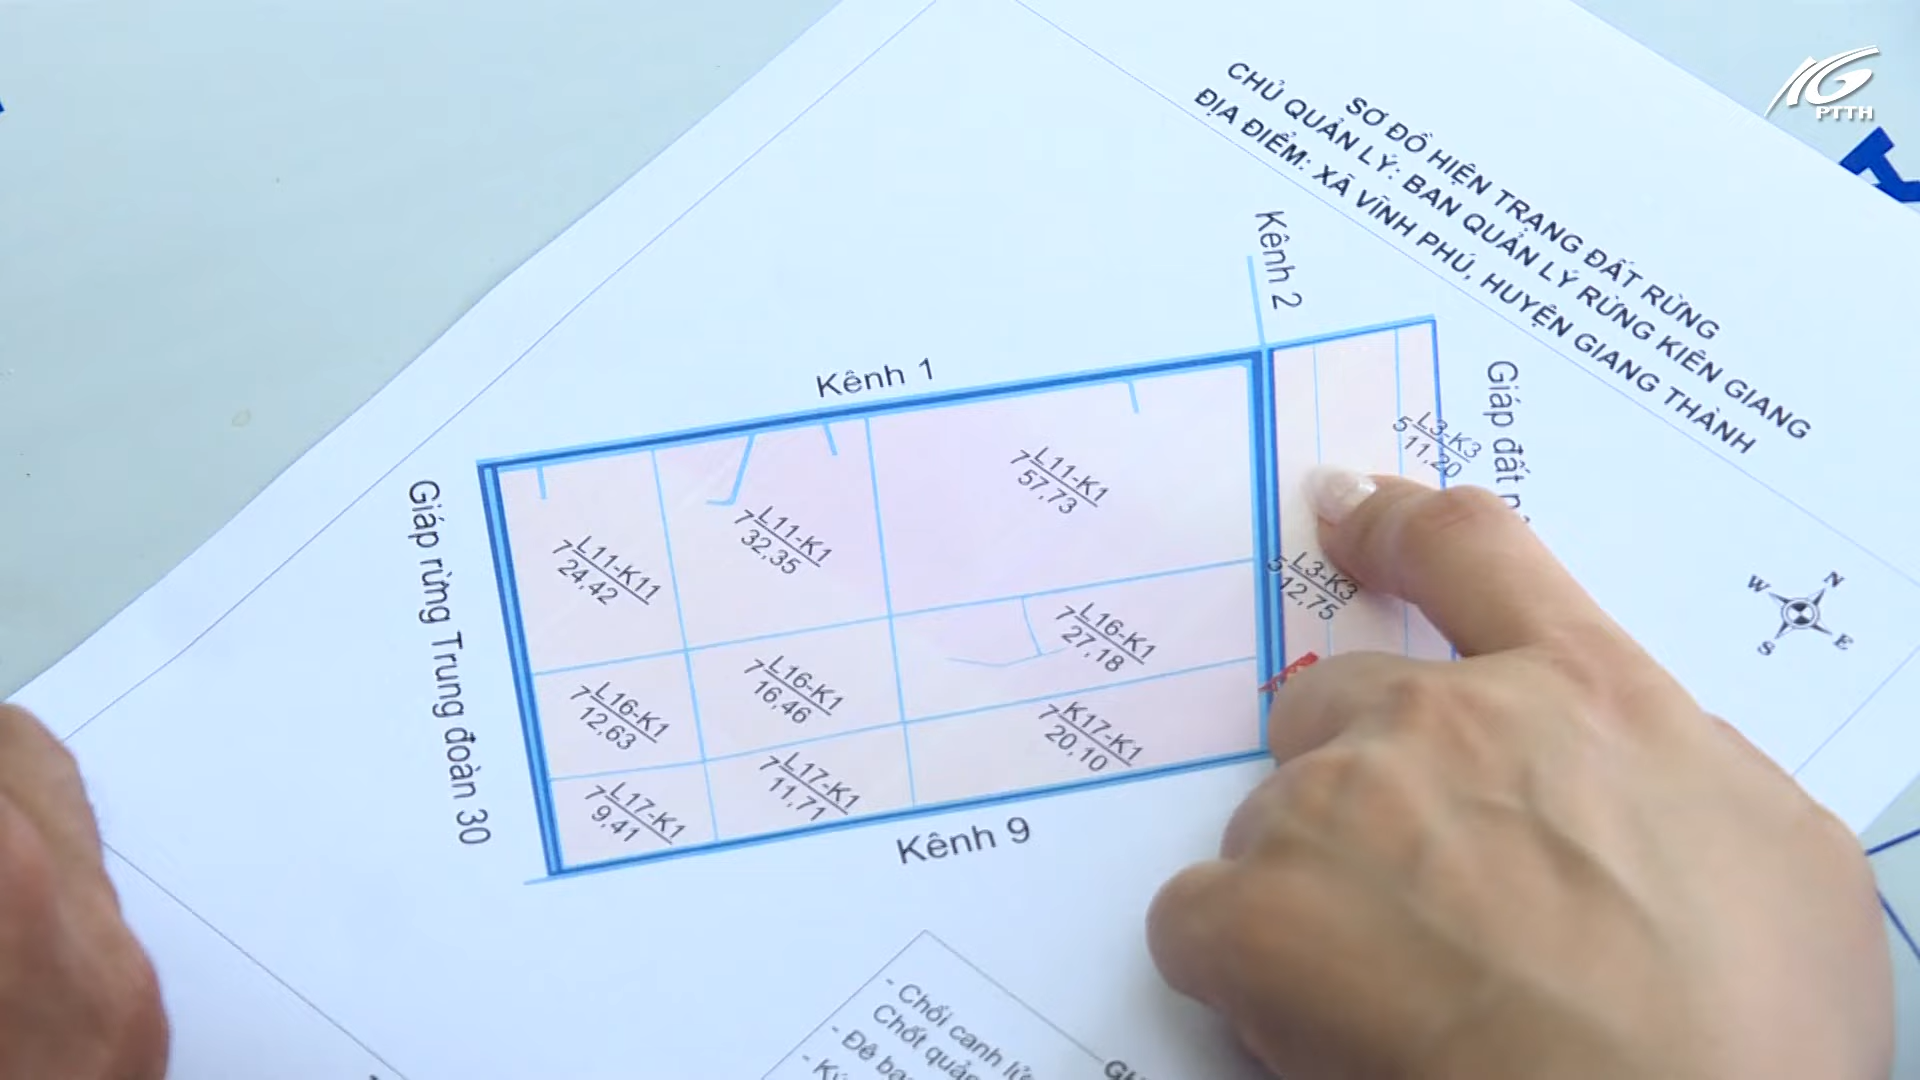 PTTH
SƠ ĐỒ HIỆN TRẠNG ĐẤT RỪNG
CHỦ QUẢN LÝ: BAN QUẢN LÝ RỪNG KIÊN GIANG
ĐỊA ĐIỂM: XÃ VĨNH PHÚ, HUYỆN GIANG THÀNH
Kênh 2
Kênh 1
Giáp đất
Giáp rừng Trung đoàn 30
5 L3-K3
11,20
7 L11-K1
57,73
7 L11-K1
32,35
7 L11-K11
24,42
5 L3-K3
12,75
7 L16-K1
27,18
7 L16-K1
16,46
7 L16-K1
12,63
7 K17-K1
20,10
7 L17-K1
11,71
7 L17-K1
9,41
Kênh 9
N
W
E
S
- Chổi canh lửa
Chốt quản
- Đê